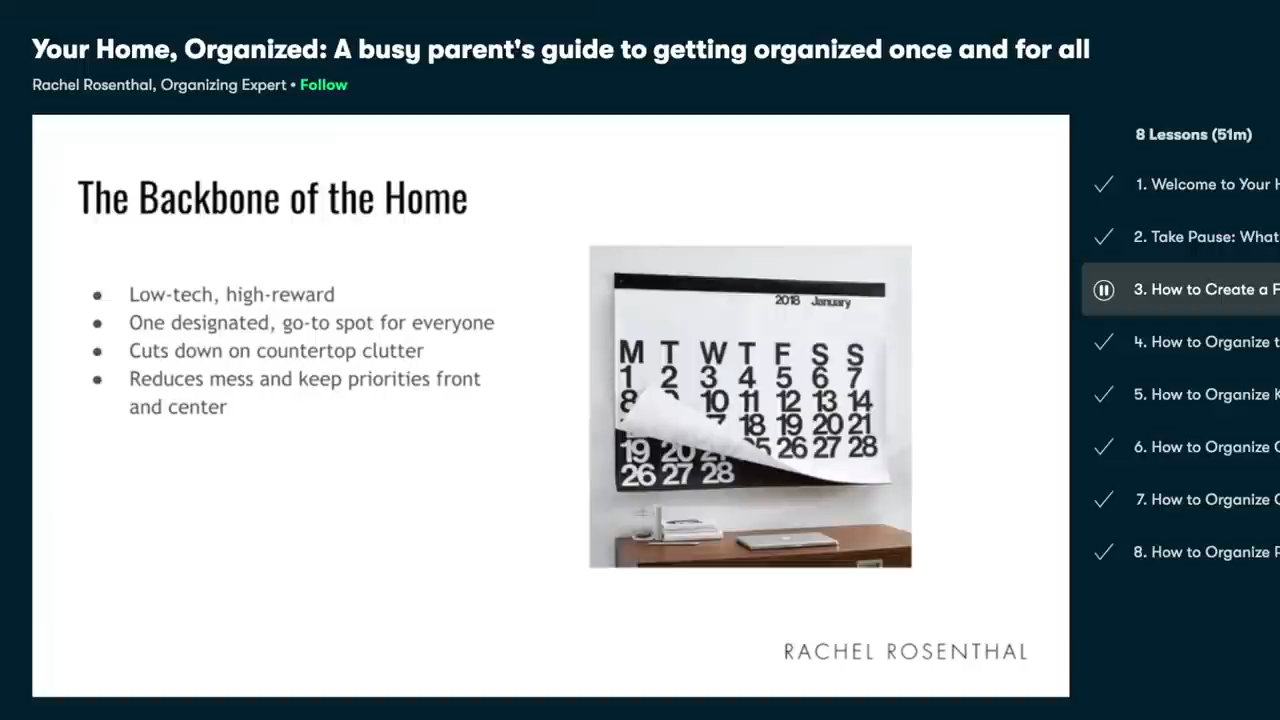 Your Home, Organized: A busy parent's guide to getting organized once and for all
Rachel Rosenthal, Organizing Expert • Follow
The Backbone of the Home
● Low-tech, high-reward
● One designated, go-to spot for everyone
● Cuts down on countertop clutter
● Reduces mess and keep priorities front
and center
2018 January
M T W T F S S
1 2 3 4 5 6 7
8 10 11 12 13 14
18 19 20 21
19 20 26 27 28
26 27 28
RACHEL ROSENTHAL
8 Lessons (51m)
1. Welcome to Your
2. Take Pause: What
3. How to Create a
4. How to Organize
5. How to Organize
6. How to Organize
7. How to Organize
8. How to Organize